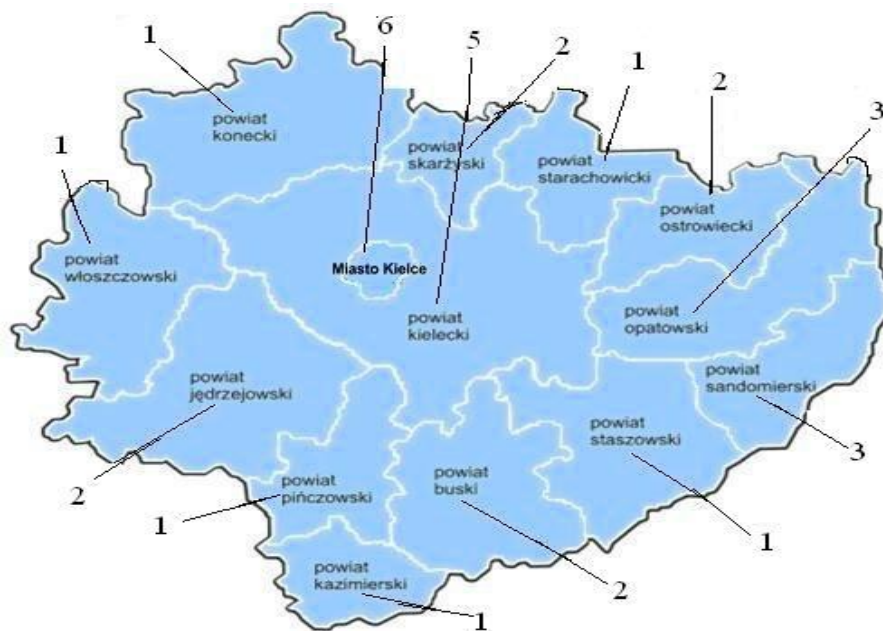 1
6
5
2
1
2
3
1
powiat
konecki
powiat
skarżyski
powiat
starachowicki
powiat
ostrowiecki
powiat
włoszczowski
Miasto Kielce
powiat
kielecki
powiat
opatowski
powiat
sandomierski
powiat
jędrzejowski
powiat
staszowski
3
2
powiat
pińczowski
powiat
buski
1
1
powiat
kazimierski
2
1